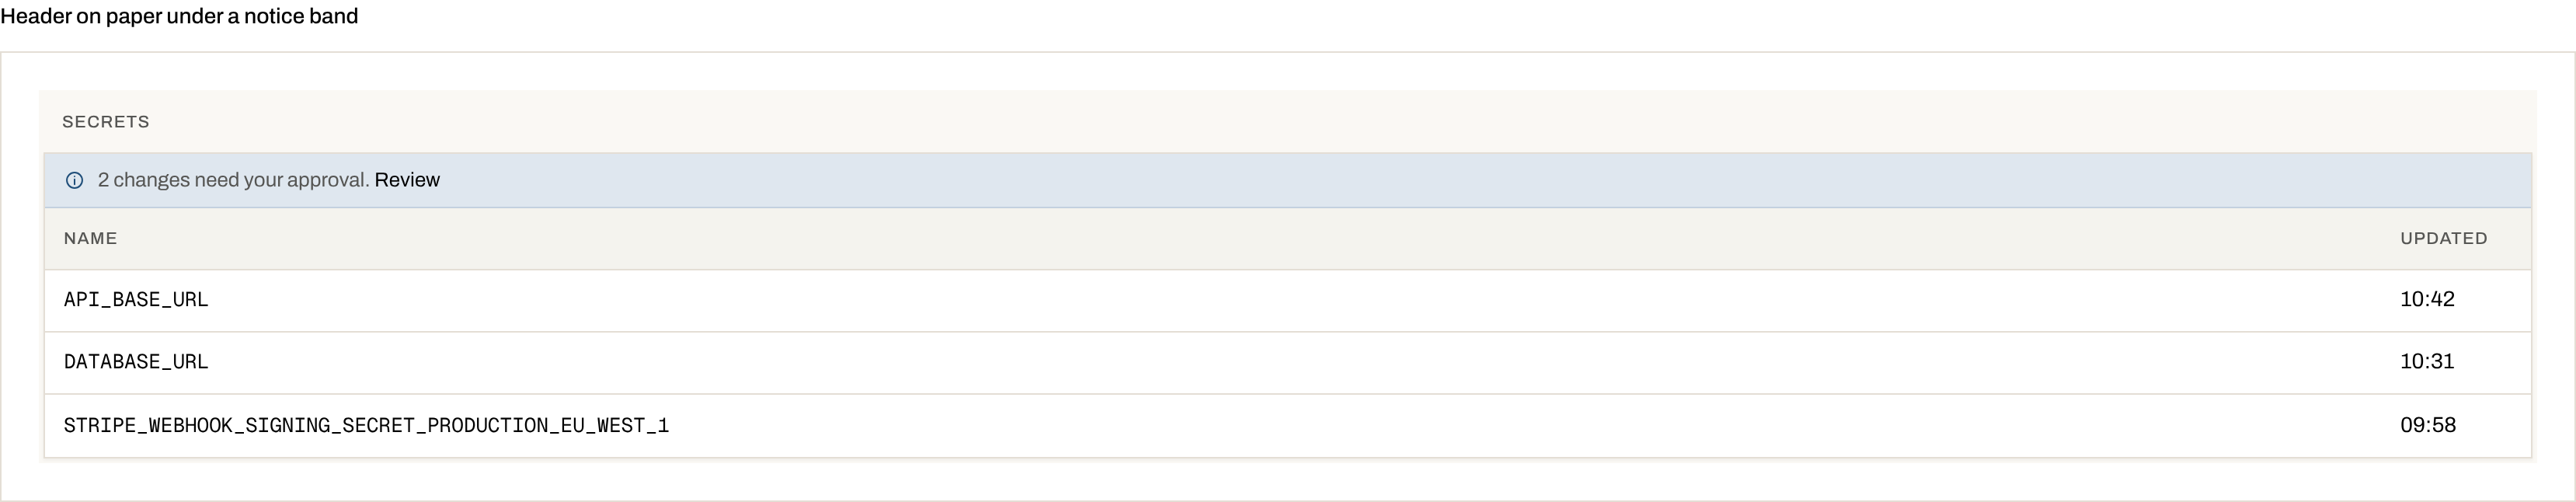 Header on paper under a notice band
SECRETS
2 changes need your approval. Review
NAME UPDATED
API_BASE_URL 10:42
DATABASE_URL 10:31
STRIPE_WEBHOOK_SIGNING_SECRET_PRODUCTION_EU_WEST_1 09:58